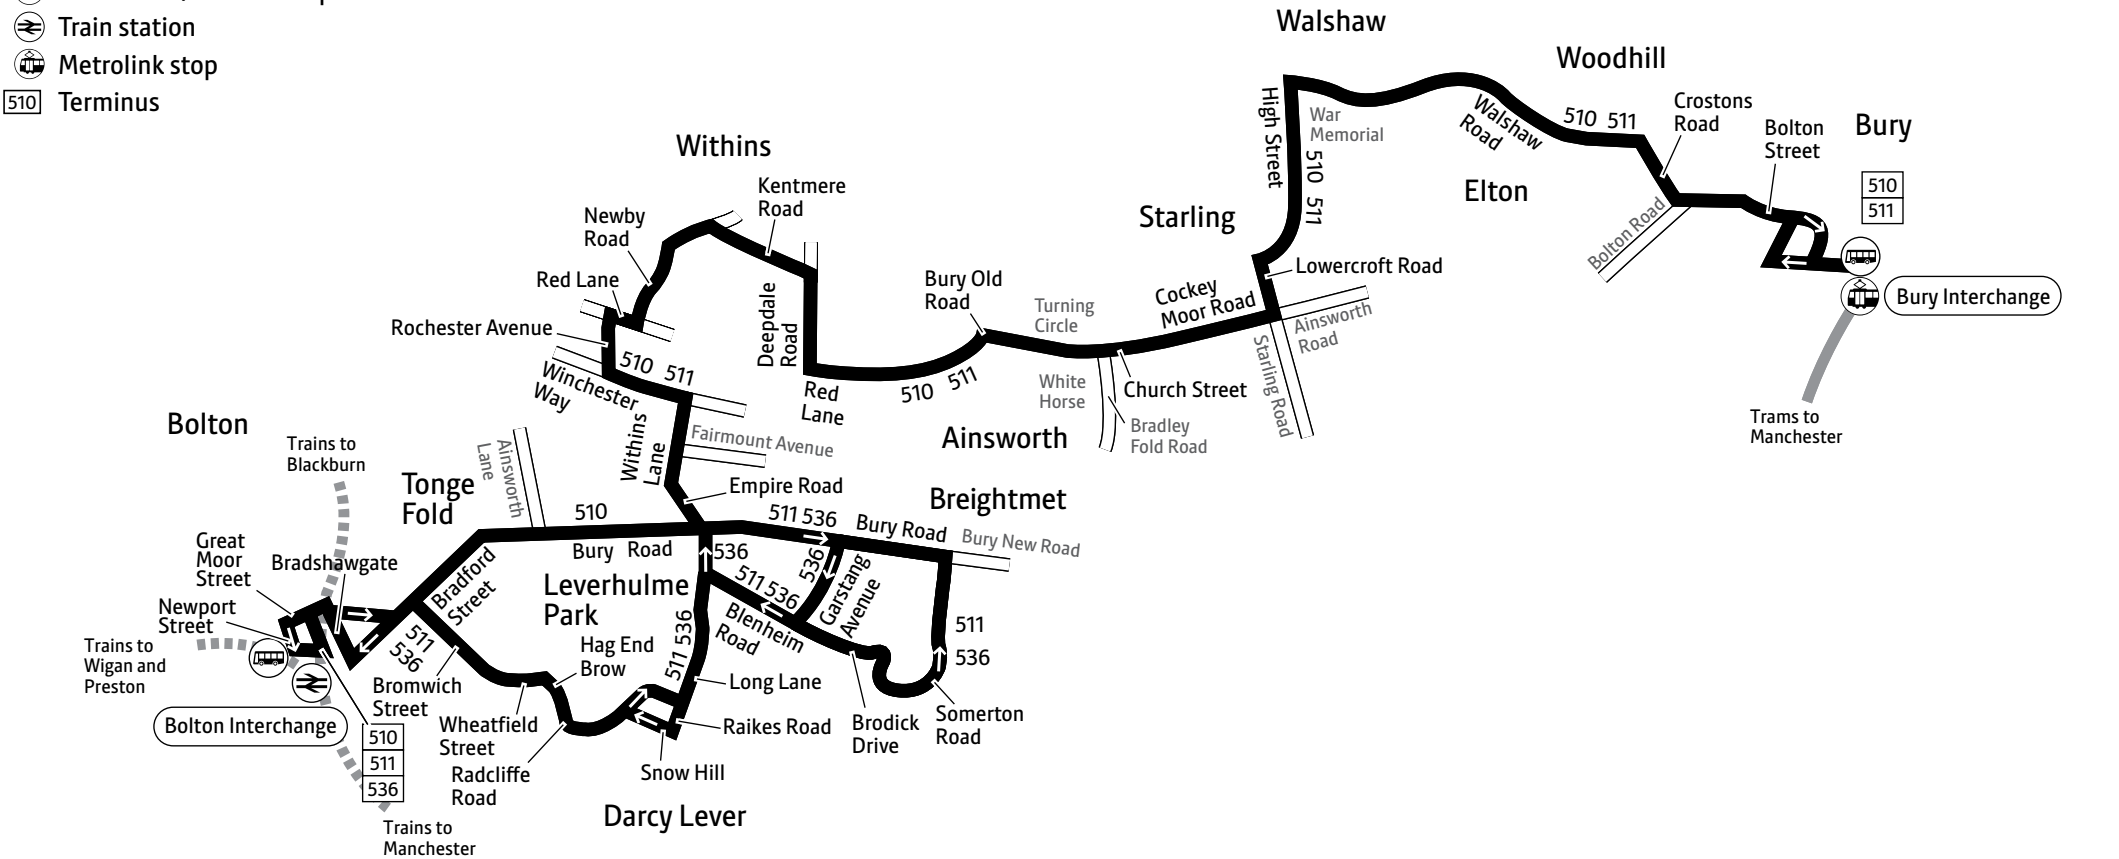 Train station
Metrolink stop
510 Terminus
Walshaw
Woodhill
Crostons
Road
Bolton
Street
Bury
510
511
High Street
War
Memorial
510 511
Walshaw
Road
510 511
Elton
Bolton Road
Bury Interchange
Trams to
Manchester
Withins
Kentmere
Road
Newby
Road
Red Lane
Rochester Avenue
510 511
Winchester
Way
Deepdale
Road
Red
Lane
510 511
Bury Old
Road
Turning
Circle
White
Horse
Church Street
Bradley
Fold Road
Ainsworth
Starling
Cockey
Moor Road
Lowercroft Road
Ainsworth
Road
Starling Road
Bolton
Trains to
Blackburn
Tonge
Fold
Ainsworth
Lane
Withins
Lane
Fairmount Avenue
Empire Road
Breightmet
510
Bury Road
511 536
Bury Road
Bury New Road
Great
Moor
Street
Bradshawgate
Newport
Street
Trains to
Wigan and
Preston
Bradford
Street
Leverhulme
Park
536
511 536
536
Garstang
Avenue
Blenheim
Road
511
536
511
536
Hag End
Brow
511 536
Long Lane
Raikes Road
Brodick
Drive
Somerton
Road
Bromwich
Street
Wheatfield
Street
Radcliffe
Road
Snow Hill
Darcy Lever
Bolton Interchange
510
511
536
Trains to
Manchester